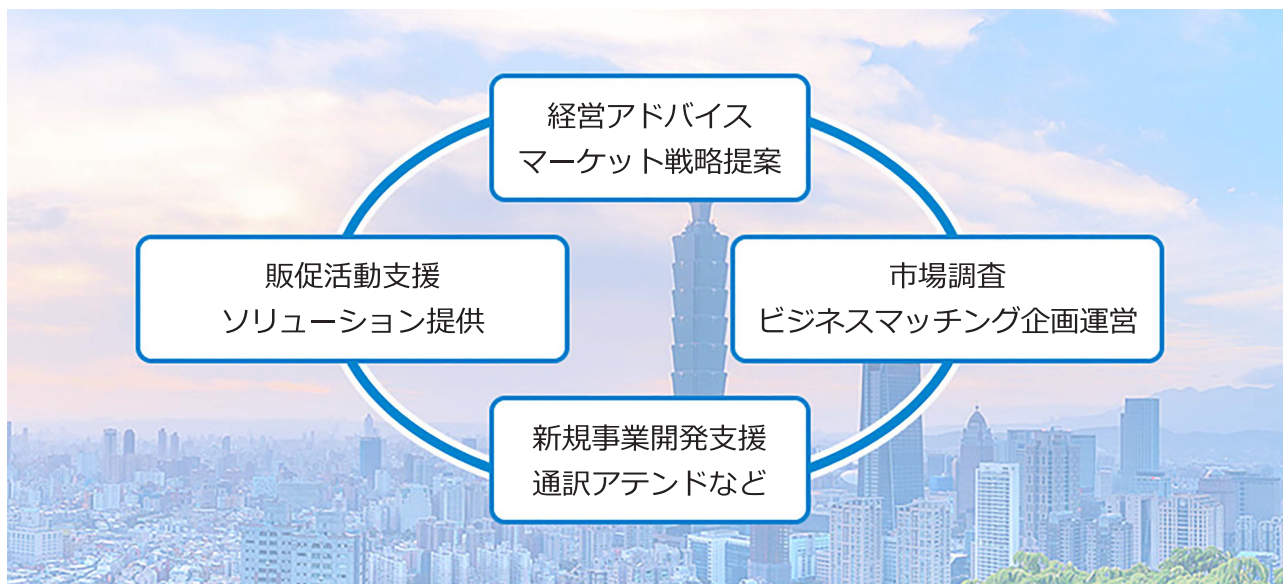 経営アドバイス
マーケット戦略提案
販促活動支援
ソリューション提供
市場調査
ビジネスマッチング企画運営
新規事業開発支援
通訳アテンドなど